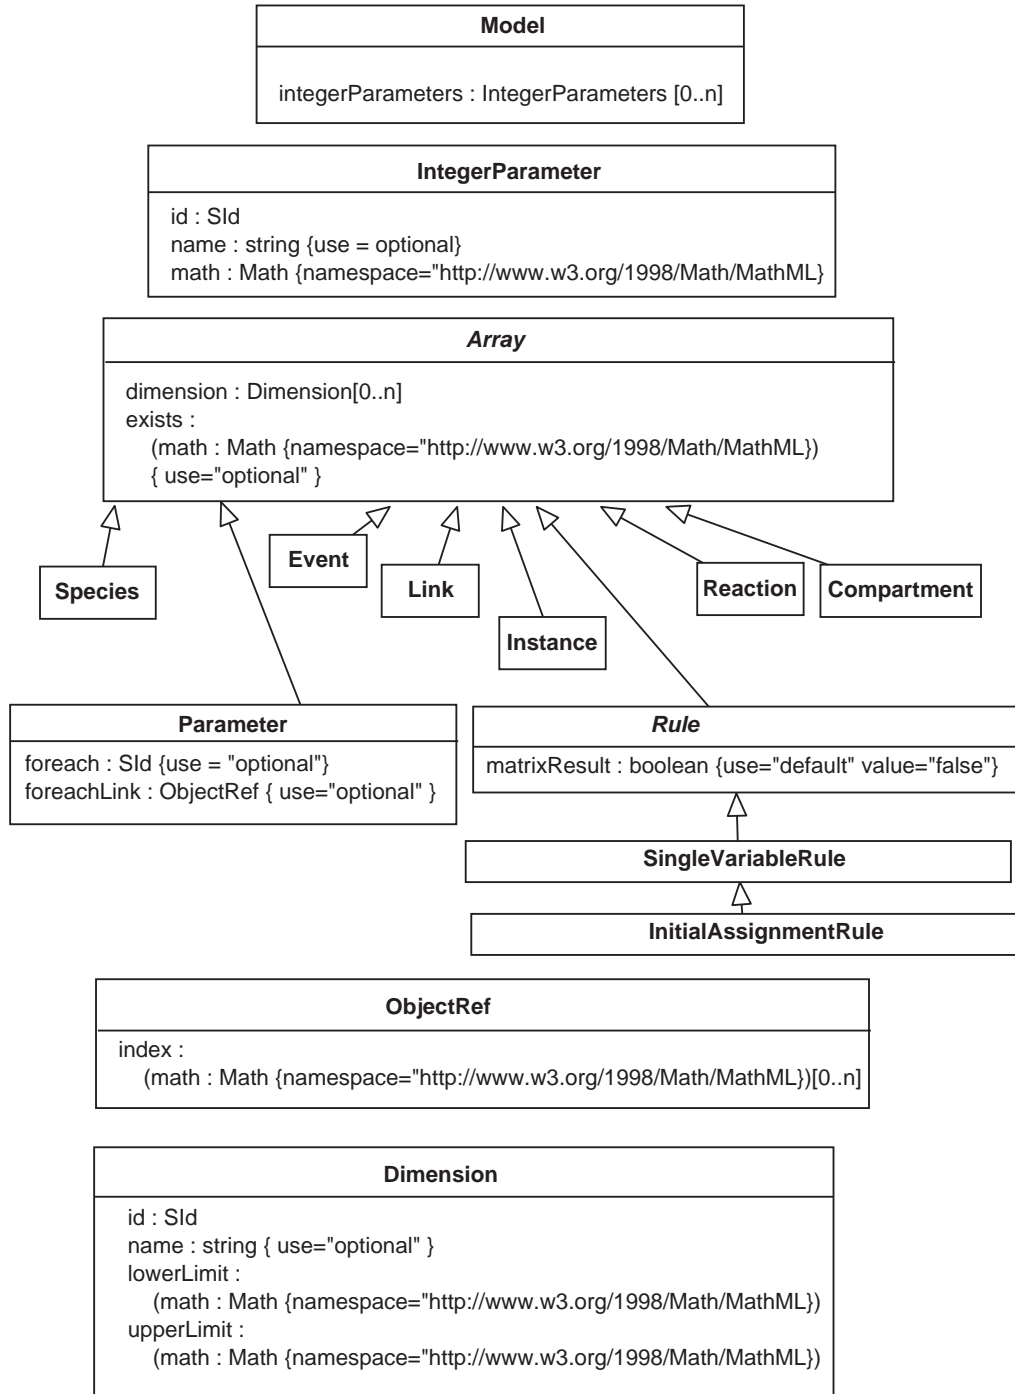 Model
integerParameters : IntegerParameters [0..n]
IntegerParameter
id : SId
name : string {use = optional}
math : Math {namespace="http://www.w3.org/1998/Math/MathML}
Array
dimension : Dimension[0..n]
exists :
(math : Math {namespace="http://www.w3.org/1998/Math/MathML})
{ use="optional" }
Species
Event
Link
Instance
Reaction
Compartment
Parameter
foreach : SId {use = "optional"}
foreachLink : ObjectRef { use="optional" }
Rule
matrixResult : boolean {use="default" value="false"}
SingleVariableRule
InitialAssignmentRule
ObjectRef
index :
(math : Math {namespace="http://www.w3.org/1998/Math/MathML})[0..n]
Dimension
id : SId
name : string { use="optional" }
lowerLimit :
(math : Math {namespace="http://www.w3.org/1998/Math/MathML})
upperLimit :
(math : Math {namespace="http://www.w3.org/1998/Math/MathML})